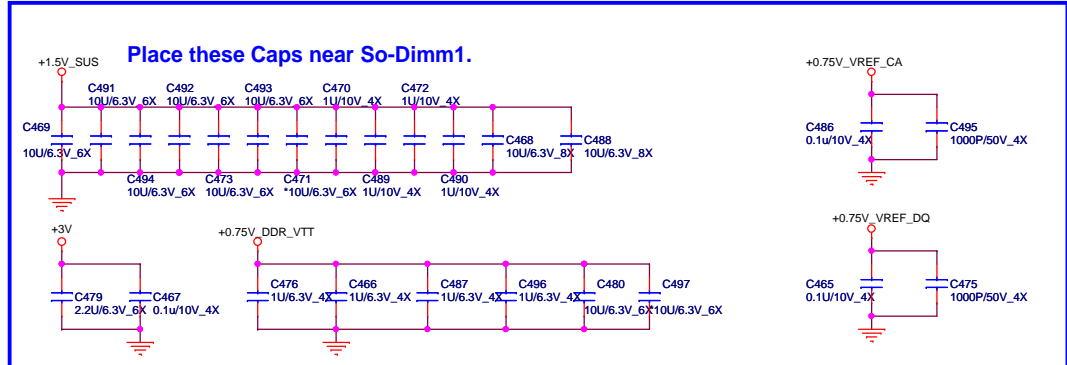 Place these Caps near So-Dimm1.
+1.5V_SUS
C491
10U/6.3V_6X
C492
10U/6.3V_6X
C493
10U/6.3V_6X
C470
1U/10V_4X
C472
1U/10V_4X
C469
10U/6.3V_6X
C468
10U/6.3V_8X
C488
10U/6.3V_8X
C494
10U/6.3V_6X
C473
10U/6.3V_6X
C471
*10U/6.3V_6X
C489
1U/10V_4X
C490
1U/10V_4X
+0.75V_VREF_CA
C486
0.1u/10V_4X
C495
1000P/50V_4X
+3V
C479
2.2U/6.3V_6X
C467
0.1u/10V_4X
+0.75V_DDR_VTT
C476
1U/6.3V_4X
C466
1U/6.3V_4X
C487
1U/6.3V_4X
C496
1U/6.3V_4X
C480
10U/6.3V_6X
C497
*10U/6.3V_6X
+0.75V_VREF_DQ
C465
0.1U/10V_4X
C475
1000P/50V_4X